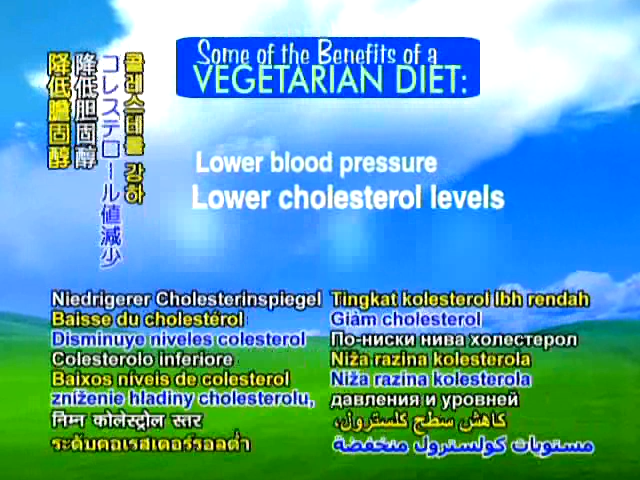 Some of the Benefits of a
VEGETARIAN DIET:
降低膽固醇
降低胆固醇
コレステロール値減少
콜레스테롤 강하
Lower blood pressure
Lower cholesterol levels
Niedrigerer Cholesterinspiegel
Baisse du cholestérol
Disminuye niveles colesterol
Colesterolo inferiore
Baixos níveis de colesterol
zníženie hladiny cholesterolu,
निम्न कोलेस्ट्रोल स्तर
ระดับคอเรสเตอร์รอลต่ำ
Tingkat kolesterol lbh rendah
Giảm cholesterol
По-ниски нива холестерол
Niža razina kolesterola
Niža razina kolesterola
давления и уровней
کاهش سطح کلسترول،
مستويات كولسترول منخفضة